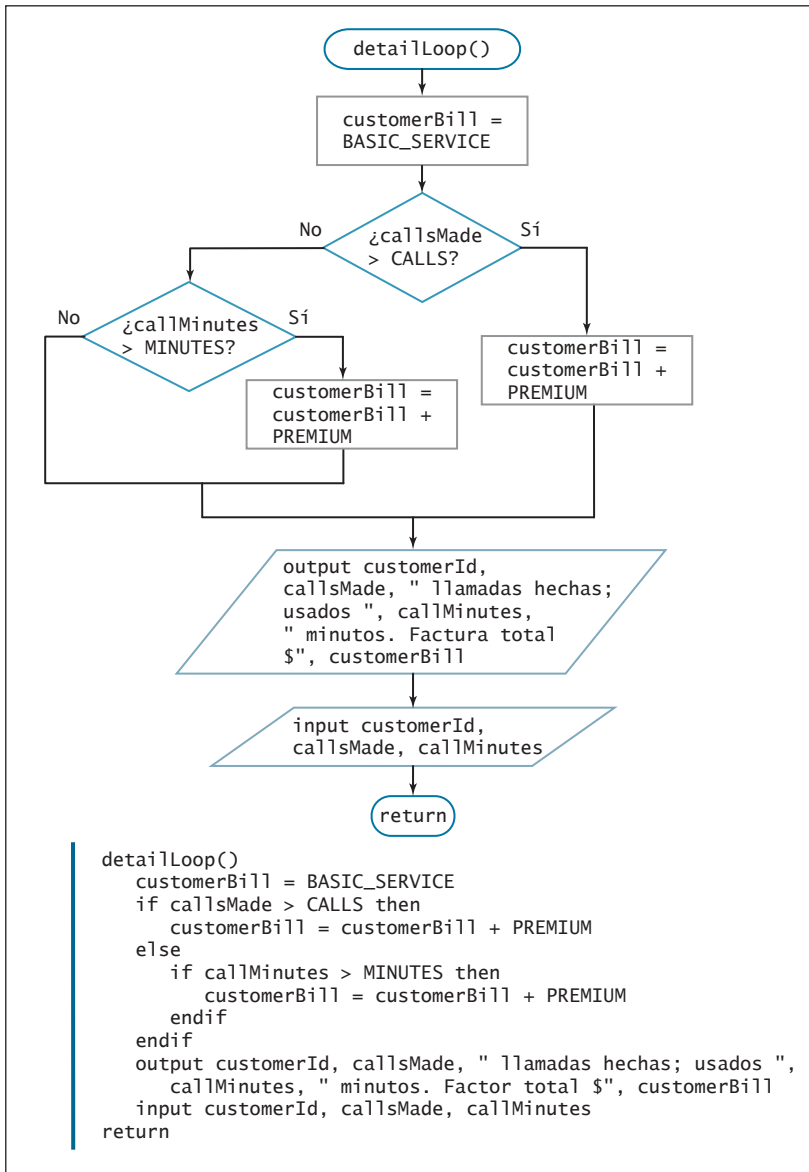 detailLoop()
customerBill =
BASIC_SERVICE
¿callsMade
> CALLS?
No
Sí
¿callMinutes
> MINUTES?
No
Sí
customerBill =
customerBill +
PREMIUM
customerBill =
customerBill +
PREMIUM
output customerId,
callsMade, " llamadas hechas;
usados ", callMinutes,
" minutos. Factura total
$", customerBill
input customerId,
callsMade, callMinutes
return
detailLoop()
   customerBill = BASIC_SERVICE
   if callsMade > CALLS then
      customerBill = customerBill + PREMIUM
   else
      if callMinutes > MINUTES then
         customerBill = customerBill + PREMIUM
      endif
   endif
   output customerId, callsMade, " llamadas hechas; usados ",
      callMinutes, " minutos. Factor total $", customerBill
   input customerId, callsMade, callMinutes
return